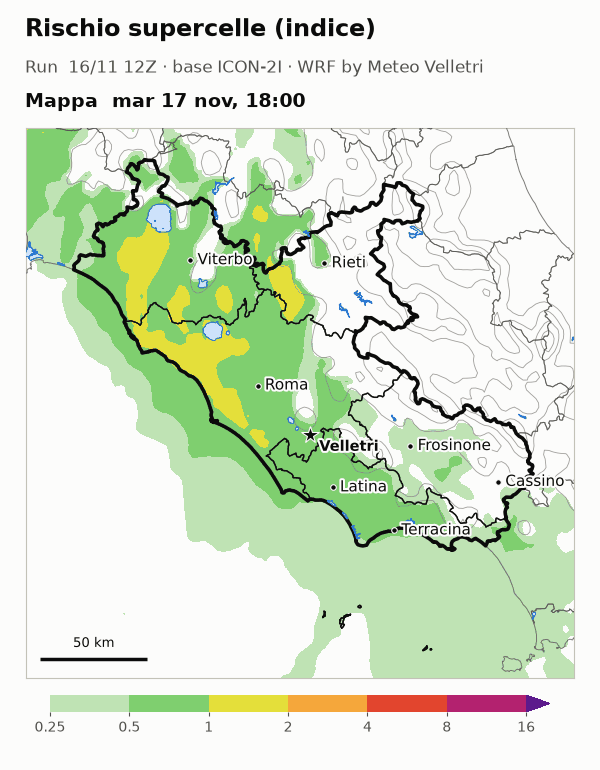 Rischio supercelle (indice)
Run  16/11 12Z · base ICON-2I · WRF by Meteo Velletri
Mappa  mar 17 nov, 18:00
Viterbo
Rieti
Roma
Velletri
Frosinone
Cassino
Latina
Terracina
50 km
0.25 0.5 1 2 4 8 16